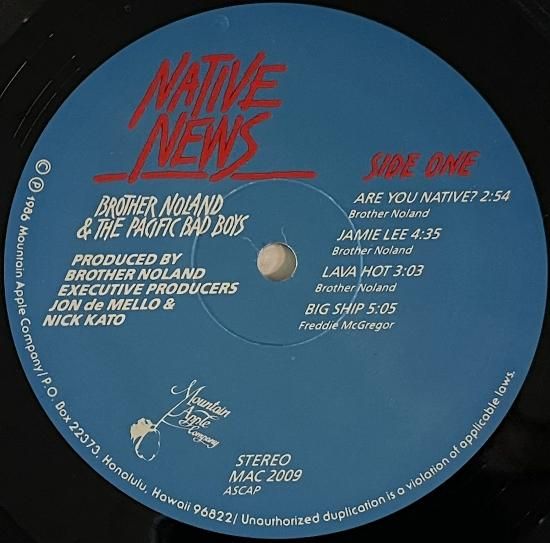 NATIVE
NEWS
SIDE ONE
BROTHER NOLAND
& THE PACIFIC BAD BOYS
PRODUCED BY
BROTHER NOLAND
EXECUTIVE PRODUCERS
JON de MELLO &
NICK KATO
ARE YOU NATIVE? 2:54
Brother Noland
JAMIE LEE 4:35
Brother Noland
LAVA HOT 3:03
Brother Noland
BIG SHIP 5:05
Freddie McGregor
Mountain
Apple
Company
STEREO
MAC 2009
ASCAP
© ℗ 1986 Mountain Apple Company/P.O. Box 22373, Honolulu, Hawaii 96822/ Unauthorized duplication is a violation of applicable laws.